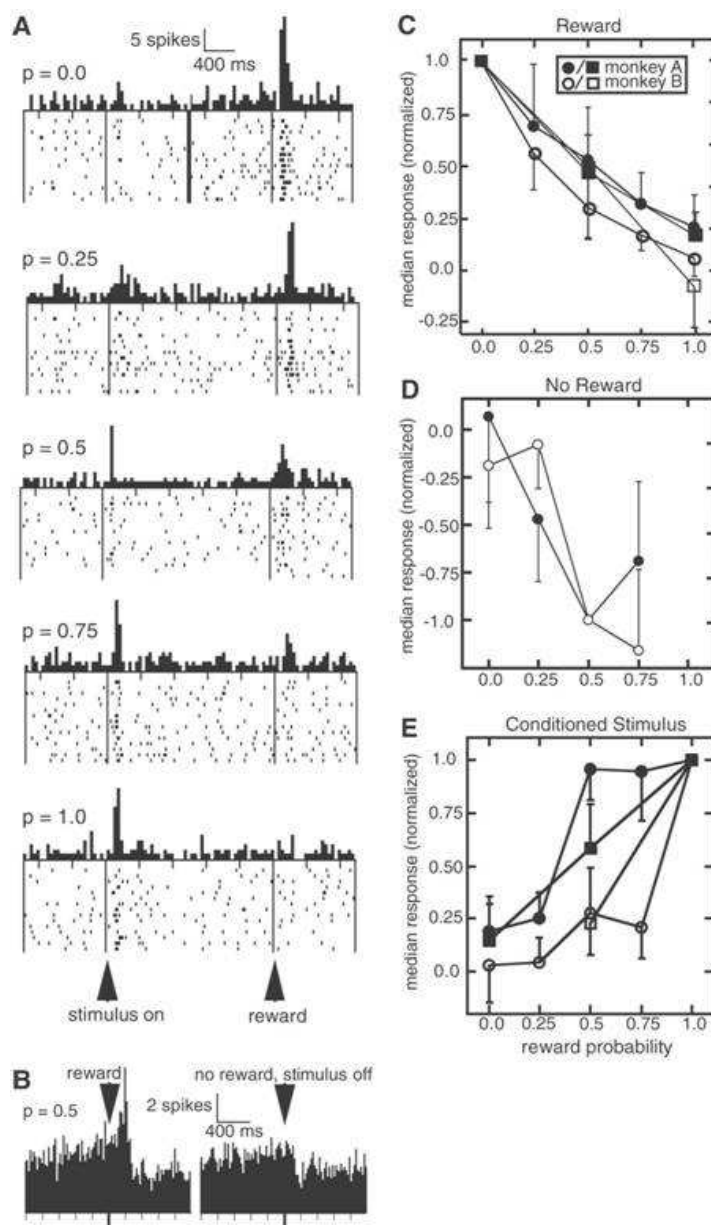 A
5 spikes
400 ms
p = 0.0
p = 0.25
p = 0.5
p = 0.75
p = 1.0
stimulus on
reward
B
reward
no reward, stimulus off
p = 0.5
2 spikes
400 ms
C
Reward
●/■ monkey A
○/□ monkey B
median response (normalized)
1.0
0.75
0.50
0.25
0.0
-0.25
0.0 0.25 0.5 0.75 1.0
D
No Reward
median response (normalized)
0.0
-0.25
-0.50
-0.75
-1.0
0.0 0.25 0.5 0.75 1.0
E
Conditioned Stimulus
median response (normalized)
1.0
0.75
0.50
0.25
0.0
0.0 0.25 0.5 0.75 1.0
reward probability